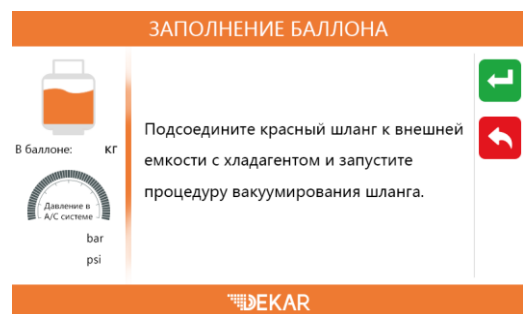 ЗАПОЛНЕНИЕ БАЛЛОНА
В баллоне: кг
Давление в
A/C системе
bar
psi
Подсоедините красный шланг к внешней
емкости с хладагентом и запустите
процедуру вакуумирования шланга.
DEKAR